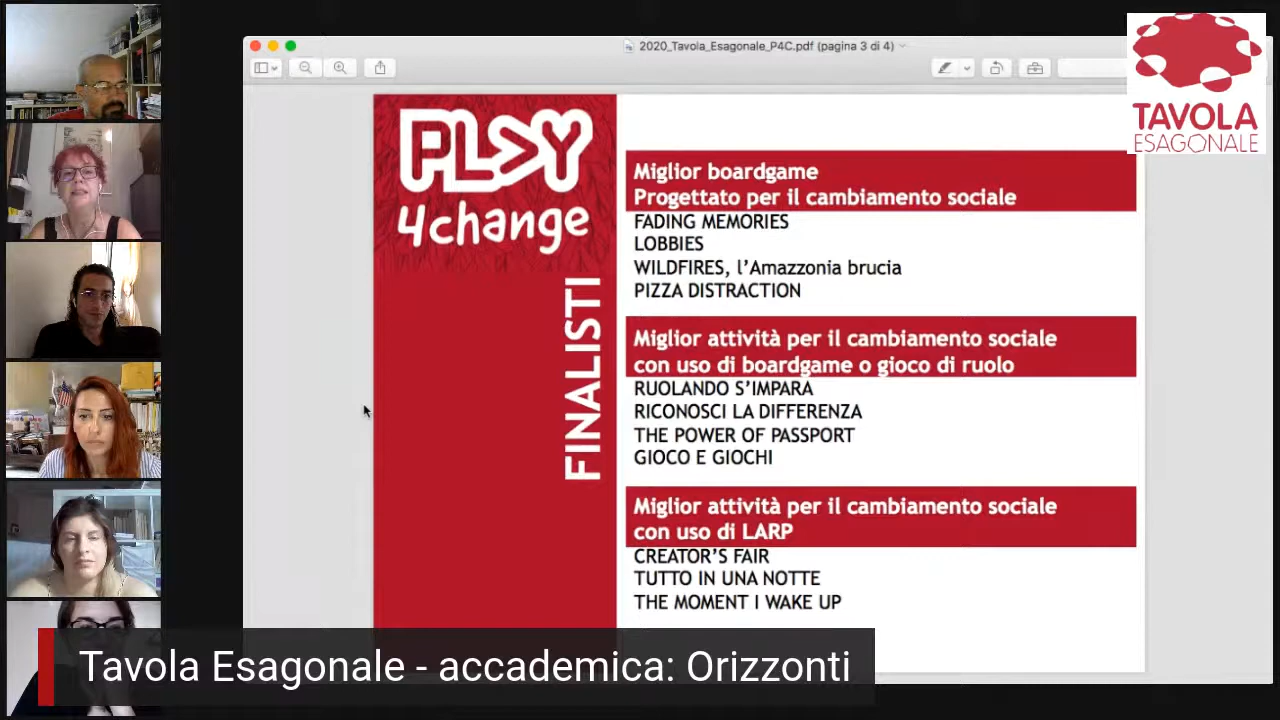 2020_Tavola_Esagonale_P4C.pdf (pagina 3 di 4)
TAVOLA
ESAGONALE
PL>Y
4change
FINALISTI
Miglior boardgame
Progettato per il cambiamento sociale
FADING MEMORIES
LOBBIES
WILDFIRES, l’Amazzonia brucia
PIZZA DISTRACTION
Miglior attività per il cambiamento sociale
con uso di boardgame o gioco di ruolo
RUOLANDO S’IMPARA
RICONOSCI LA DIFFERENZA
THE POWER OF PASSPORT
GIOCO E GIOCHI
Miglior attività per il cambiamento sociale
con uso di LARP
CREATOR’S FAIR
TUTTO IN UNA NOTTE
THE MOMENT I WAKE UP
Tavola Esagonale - accademica: Orizzonti